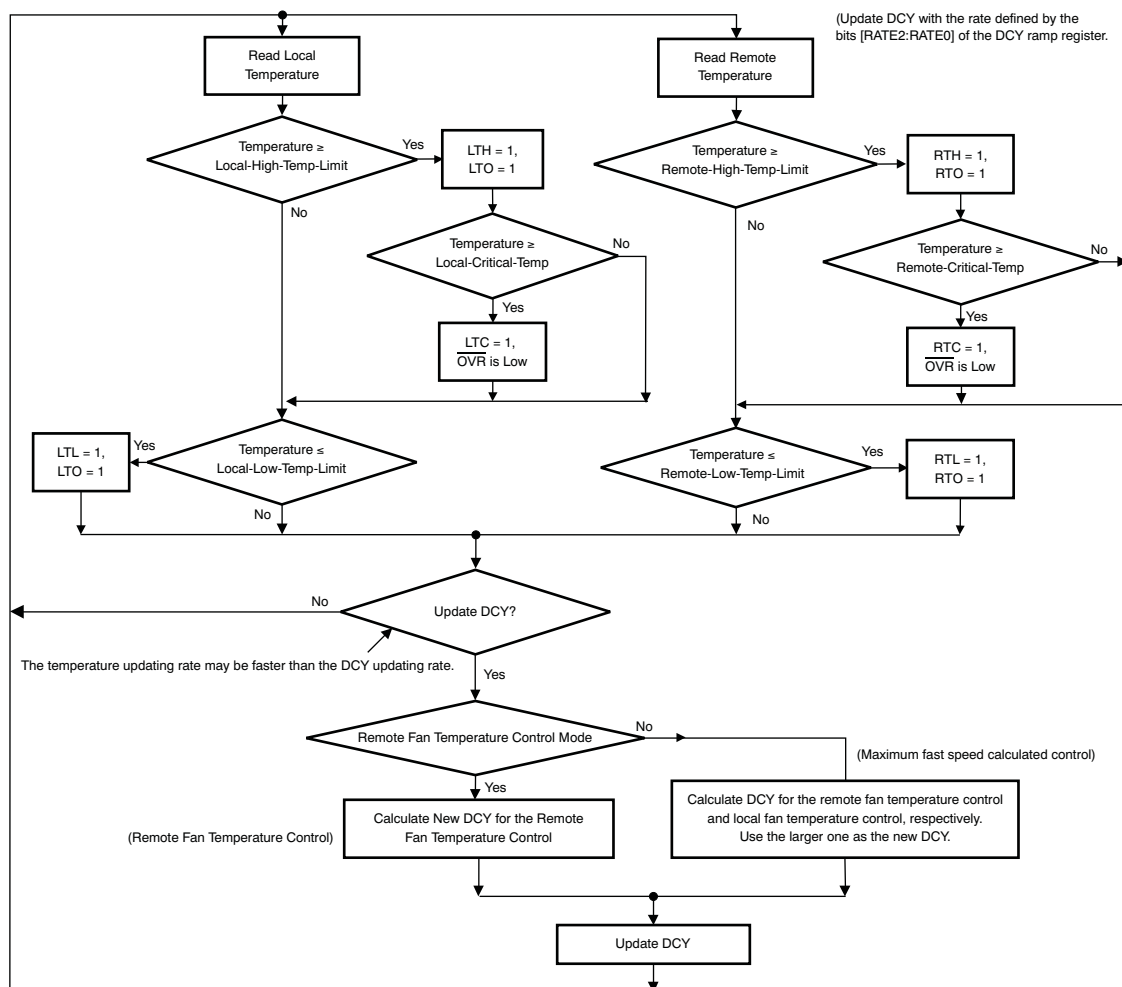 (Update DCY with the rate defined by the
bits [RATE2:RATE0] of the DCY ramp register.
Read Local
Temperature
Read Remote
Temperature
Temperature ≥
Local-High-Temp-Limit
Yes
No
LTH = 1,
LTO = 1
Temperature ≥
Local-Critical-Temp
No
Yes
LTC = 1,
OVR is Low
Temperature ≥
Remote-High-Temp-Limit
Yes
No
RTH = 1,
RTO = 1
Temperature ≥
Remote-Critical-Temp
No
Yes
RTC = 1,
OVR is Low
LTL = 1,
LTO = 1
Yes
Temperature ≤
Local-Low-Temp-Limit
No
Temperature ≤
Remote-Low-Temp-Limit
Yes
No
RTL = 1,
RTO = 1
No
Update DCY?
The temperature updating rate may be faster than the DCY updating rate.
Yes
Remote Fan Temperature Control Mode
No
(Maximum fast speed calculated control)
Yes
(Remote Fan Temperature Control)
Calculate New DCY for the Remote
Fan Temperature Control
Calculate DCY for the remote fan temperature control
and local fan temperature control, respectively.
Use the larger one as the new DCY.
Update DCY